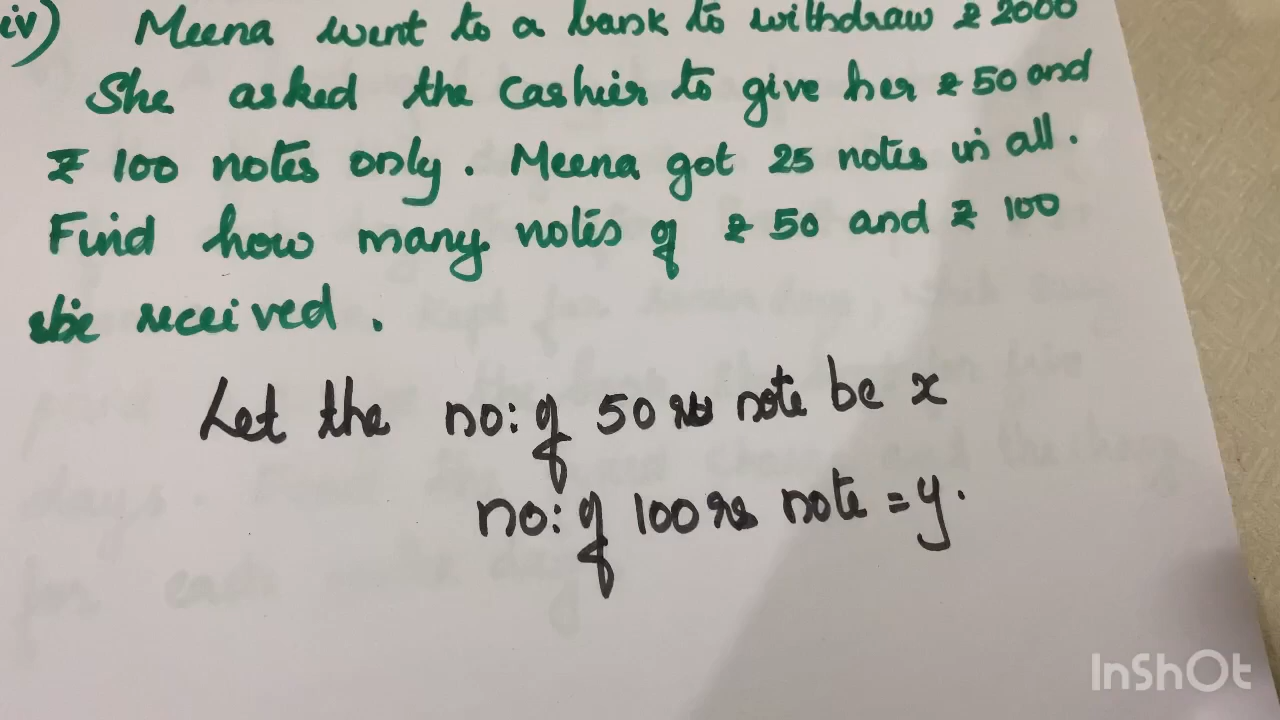 iv) Meena went to a bank to withdraw ₹ 2000
She asked the cashier to give her ₹ 50 and
₹ 100 notes only. Meena got 25 notes in all.
Find how many notes of ₹ 50 and ₹ 100
she received.
Let the no: of 50 rs note be x
no: of 100 rs note = y.
InShOt